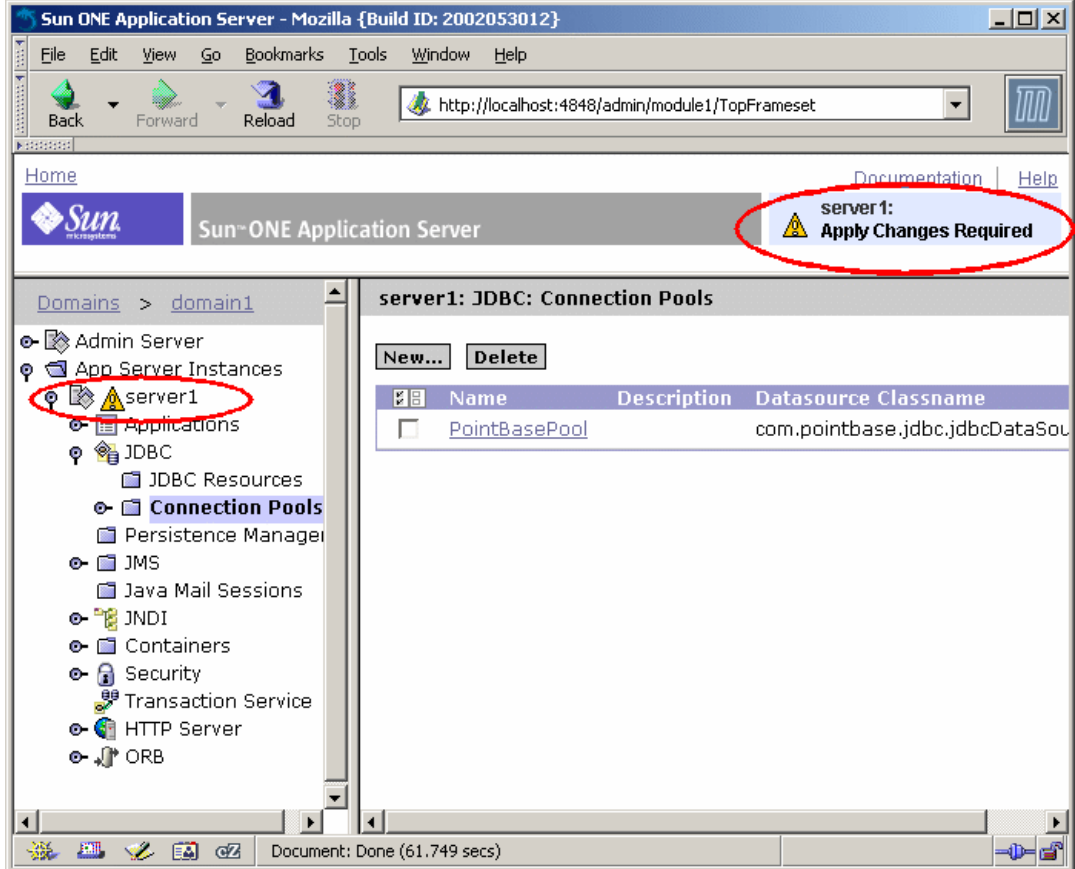 Sun ONE Application Server - Mozilla {Build ID: 2002053012}
File Edit View Go Bookmarks Tools Window Help
Back Forward Reload Stop
http://localhost:4848/admin/module1/TopFrameset
Home
Documentation | Help
Sun
microsystems
Sun™ ONE Application Server
server1:
Apply Changes Required
Domains > domain1
Admin Server
App Server Instances
server1
Applications
JDBC
JDBC Resources
Connection Pools
Persistence Manager
JMS
Java Mail Sessions
JNDI
Containers
Security
Transaction Service
HTTP Server
ORB
server1: JDBC: Connection Pools
New... Delete
Name Description Datasource Classname
PointBasePool com.pointbase.jdbc.jdbcDataSou
Document: Done (61.749 secs)